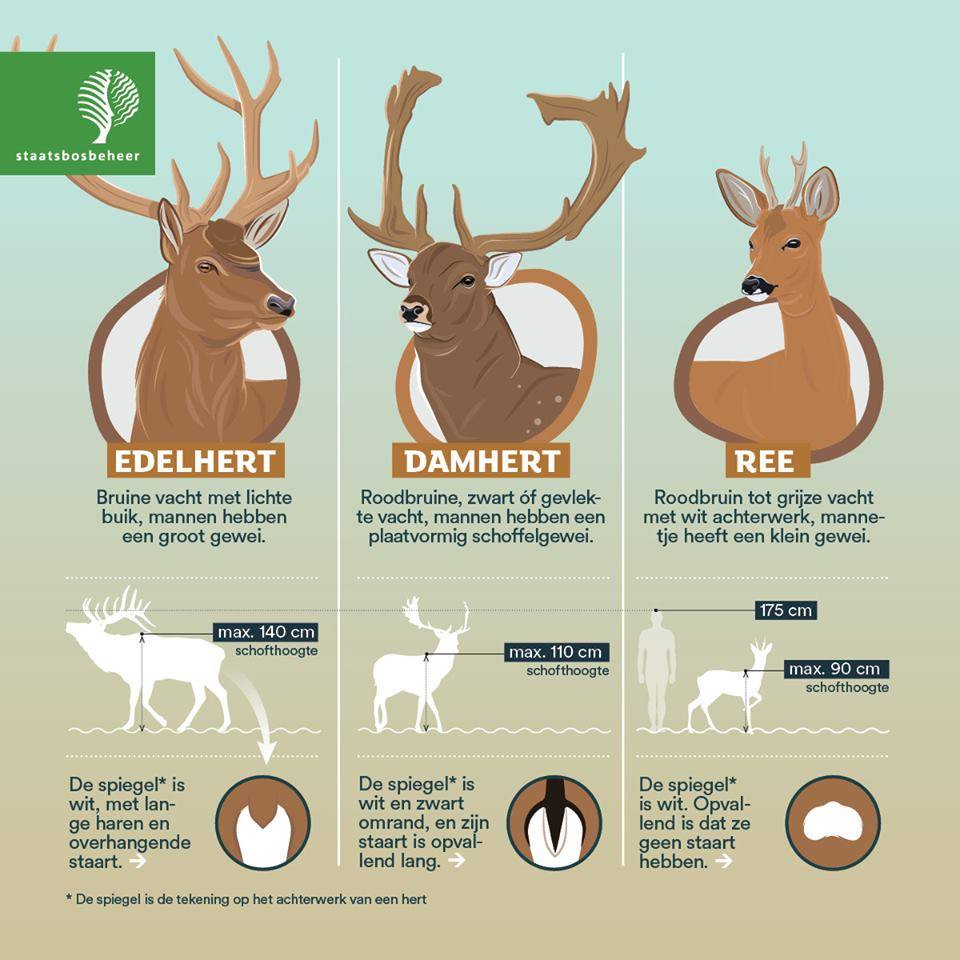 staatsbosbeheer
EDELHERT
Bruine vacht met lichte
buik, mannen hebben
een groot gewei.
DAMHERT
Roodbruine, zwart óf gevlek-
te vacht, mannen hebben een
plaatvormig schoffelgewei.
REE
Roodbruin tot grijze vacht
met wit achterwerk, manne-
tje heeft een klein gewei.
max. 140 cm
schofthoogte
max. 110 cm
schofthoogte
175 cm
max. 90 cm
schofthoogte
De spiegel* is
wit, met lan-
ge haren en
overhangende
staart. →
De spiegel* is
wit en zwart
omrand, en zijn
staart is opval-
lend lang. →
De spiegel*
is wit. Opval-
lend is dat ze
geen staart
hebben. →
* De spiegel is de tekening op het achterwerk van een hert